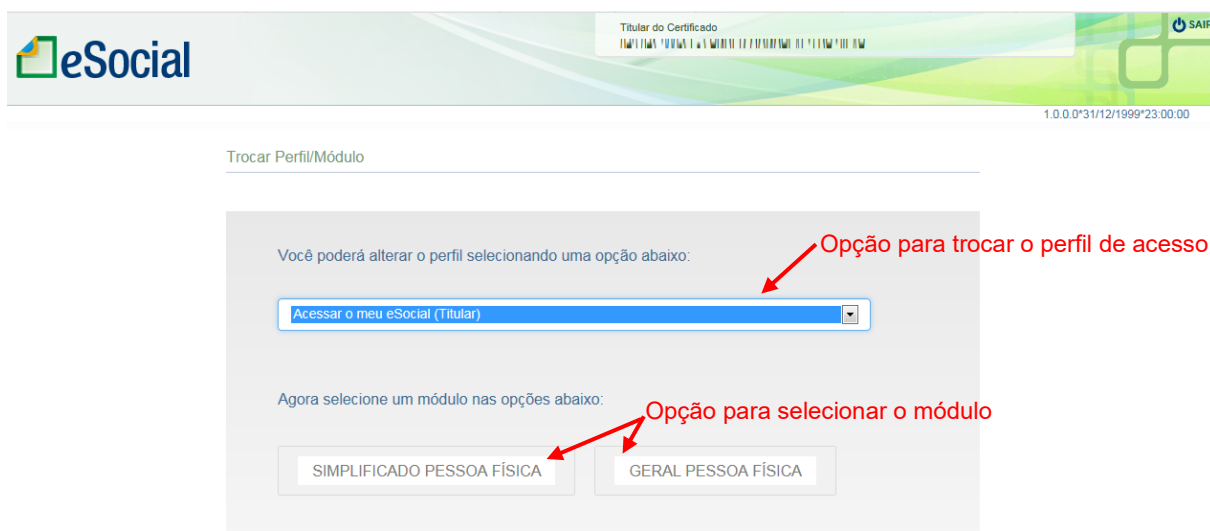 eSocial
Titular do Certificado
SAIR
1.0.0.0*31/12/1999*23:00:00
Trocar Perfil/Módulo
Você poderá alterar o perfil selecionando uma opção abaixo:
Opção para trocar o perfil de acesso
Acessar o meu eSocial (Titular)
Agora selecione um módulo nas opções abaixo:
Opção para selecionar o módulo
SIMPLIFICADO PESSOA FÍSICA
GERAL PESSOA FÍSICA